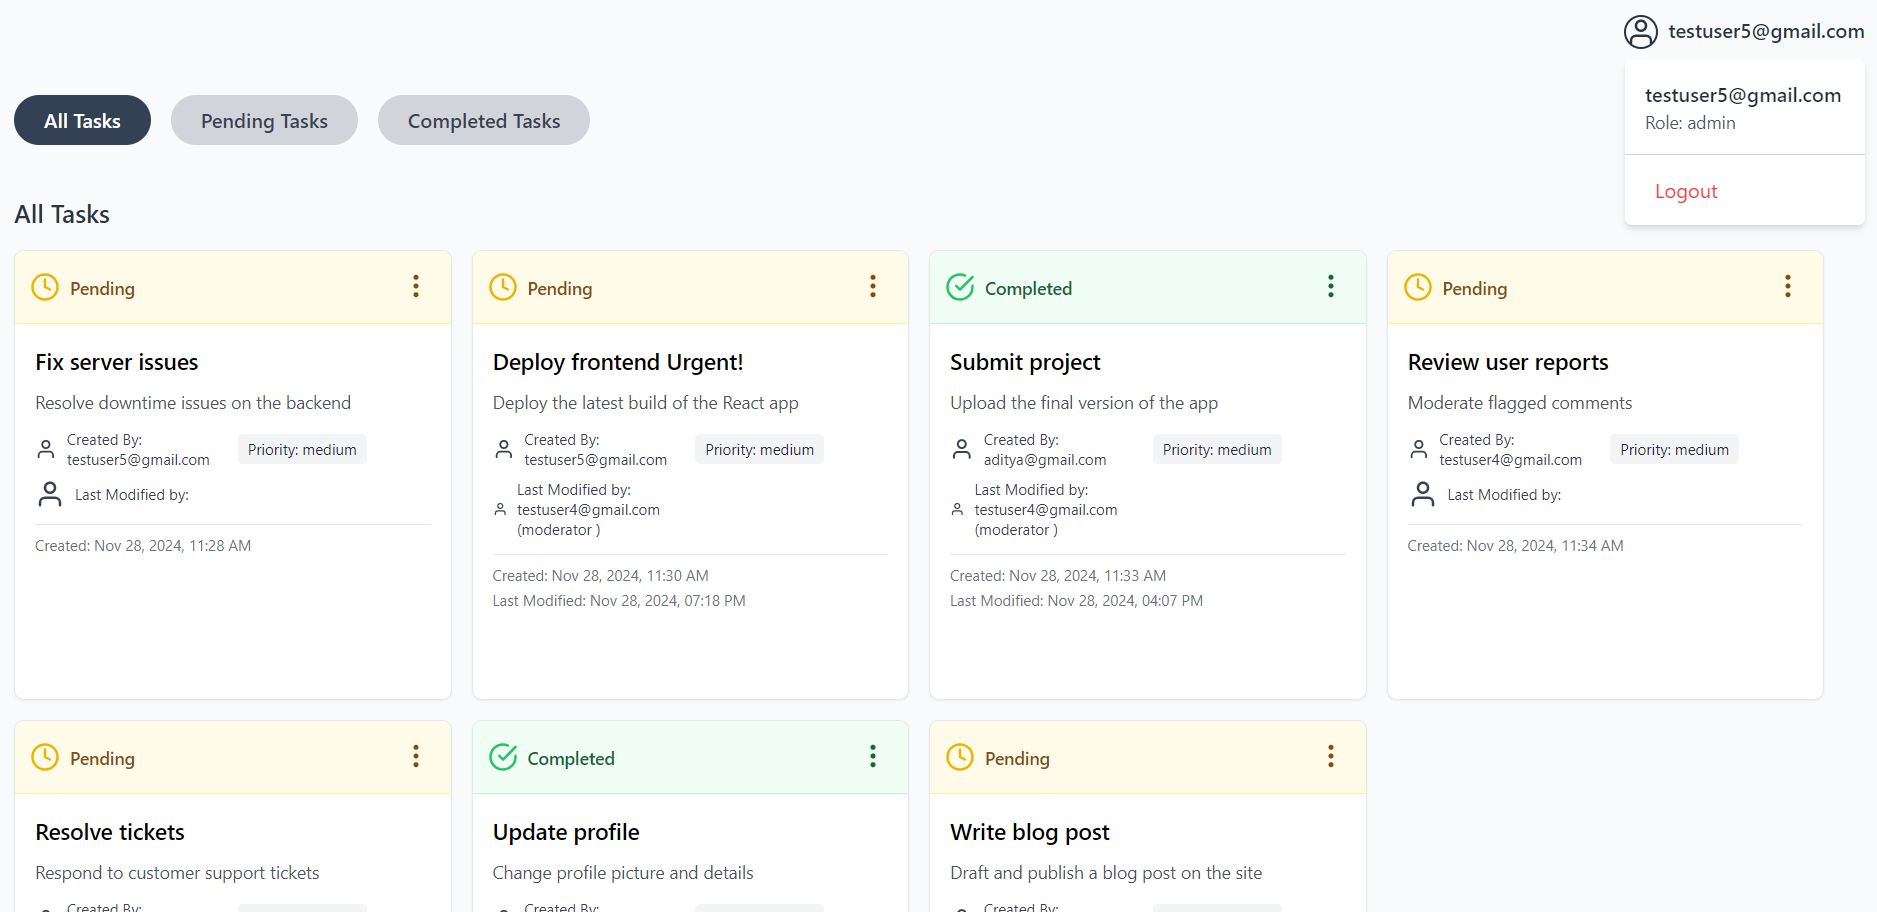 testuser5@gmail.com
testuser5@gmail.com
Role: admin
Logout
All Tasks
Pending Tasks
Completed Tasks
All Tasks
Pending
Fix server issues
Resolve downtime issues on the backend
Created By:
testuser5@gmail.com
Priority: medium
Last Modified by:
Created: Nov 28, 2024, 11:28 AM
Pending
Deploy frontend Urgent!
Deploy the latest build of the React app
Created By:
testuser5@gmail.com
Priority: medium
Last Modified by:
testuser4@gmail.com
(moderator )
Created: Nov 28, 2024, 11:30 AM
Last Modified: Nov 28, 2024, 07:18 PM
Completed
Submit project
Upload the final version of the app
Created By:
aditya@gmail.com
Priority: medium
Last Modified by:
testuser4@gmail.com
(moderator )
Created: Nov 28, 2024, 11:33 AM
Last Modified: Nov 28, 2024, 04:07 PM
Pending
Review user reports
Moderate flagged comments
Created By:
testuser4@gmail.com
Priority: medium
Last Modified by:
Created: Nov 28, 2024, 11:34 AM
Pending
Resolve tickets
Respond to customer support tickets
Created By:
Completed
Update profile
Change profile picture and details
Created By:
Pending
Write blog post
Draft and publish a blog post on the site
Created By: